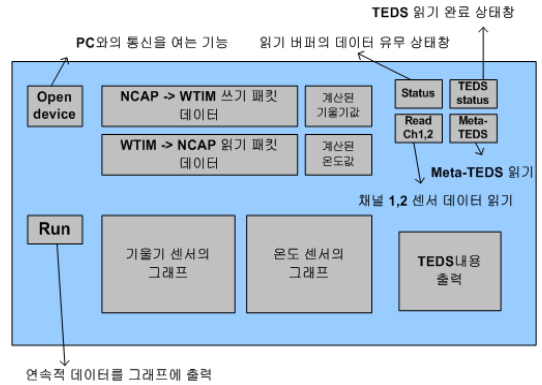 TEDS 읽기 완료 상태창
PC와의 통신을 여는 기능
읽기 버퍼의 데이터 유무 상태창
Open
device
NCAP -> WTIM 쓰기 패킷
데이터
계산된
기울기값
Status
TEDS
status
WTIM -> NCAP 읽기 패킷
데이터
계산된
온도값
Read
Ch1,2
Meta-
TEDS
Meta-TEDS 읽기
채널 1,2 센서 데이터 읽기
Run
기울기 센서의
그래프
온도 센서의
그래프
TEDS내용
출력
연속적 데이터를 그래프에 출력